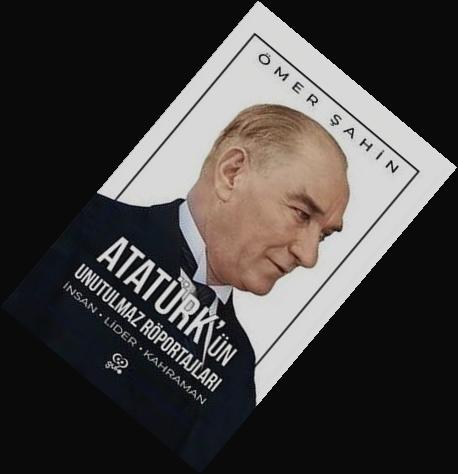 ÖMER ŞAHİN
ATATÜRK'ÜN
UNUTULMAZ RÖPORTAJLARI
İNSAN • LİDER • KAHRAMAN